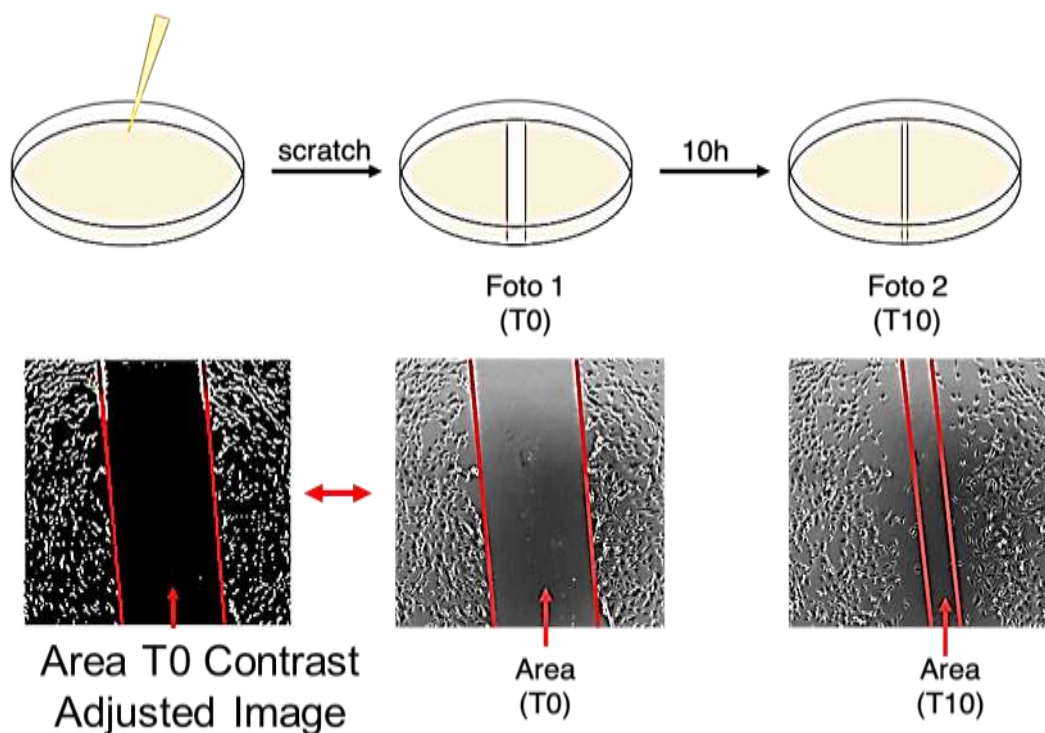 scratch
10h
Foto 1
(T0)
Foto 2
(T10)
Area T0 Contrast
Adjusted Image
Area
(T0)
Area
(T10)